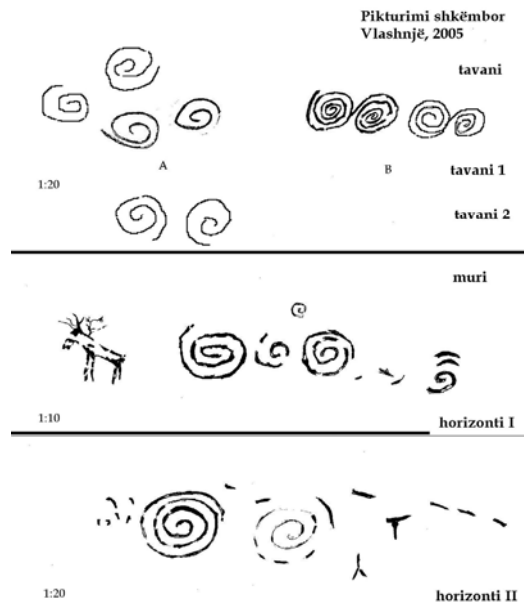 Pikturimi shkëmbor
Vlashnjë, 2005
tavani
A
B
tavani 1
1:20
tavani 2
muri
1:10
horizonti I
1:20
horizonti II